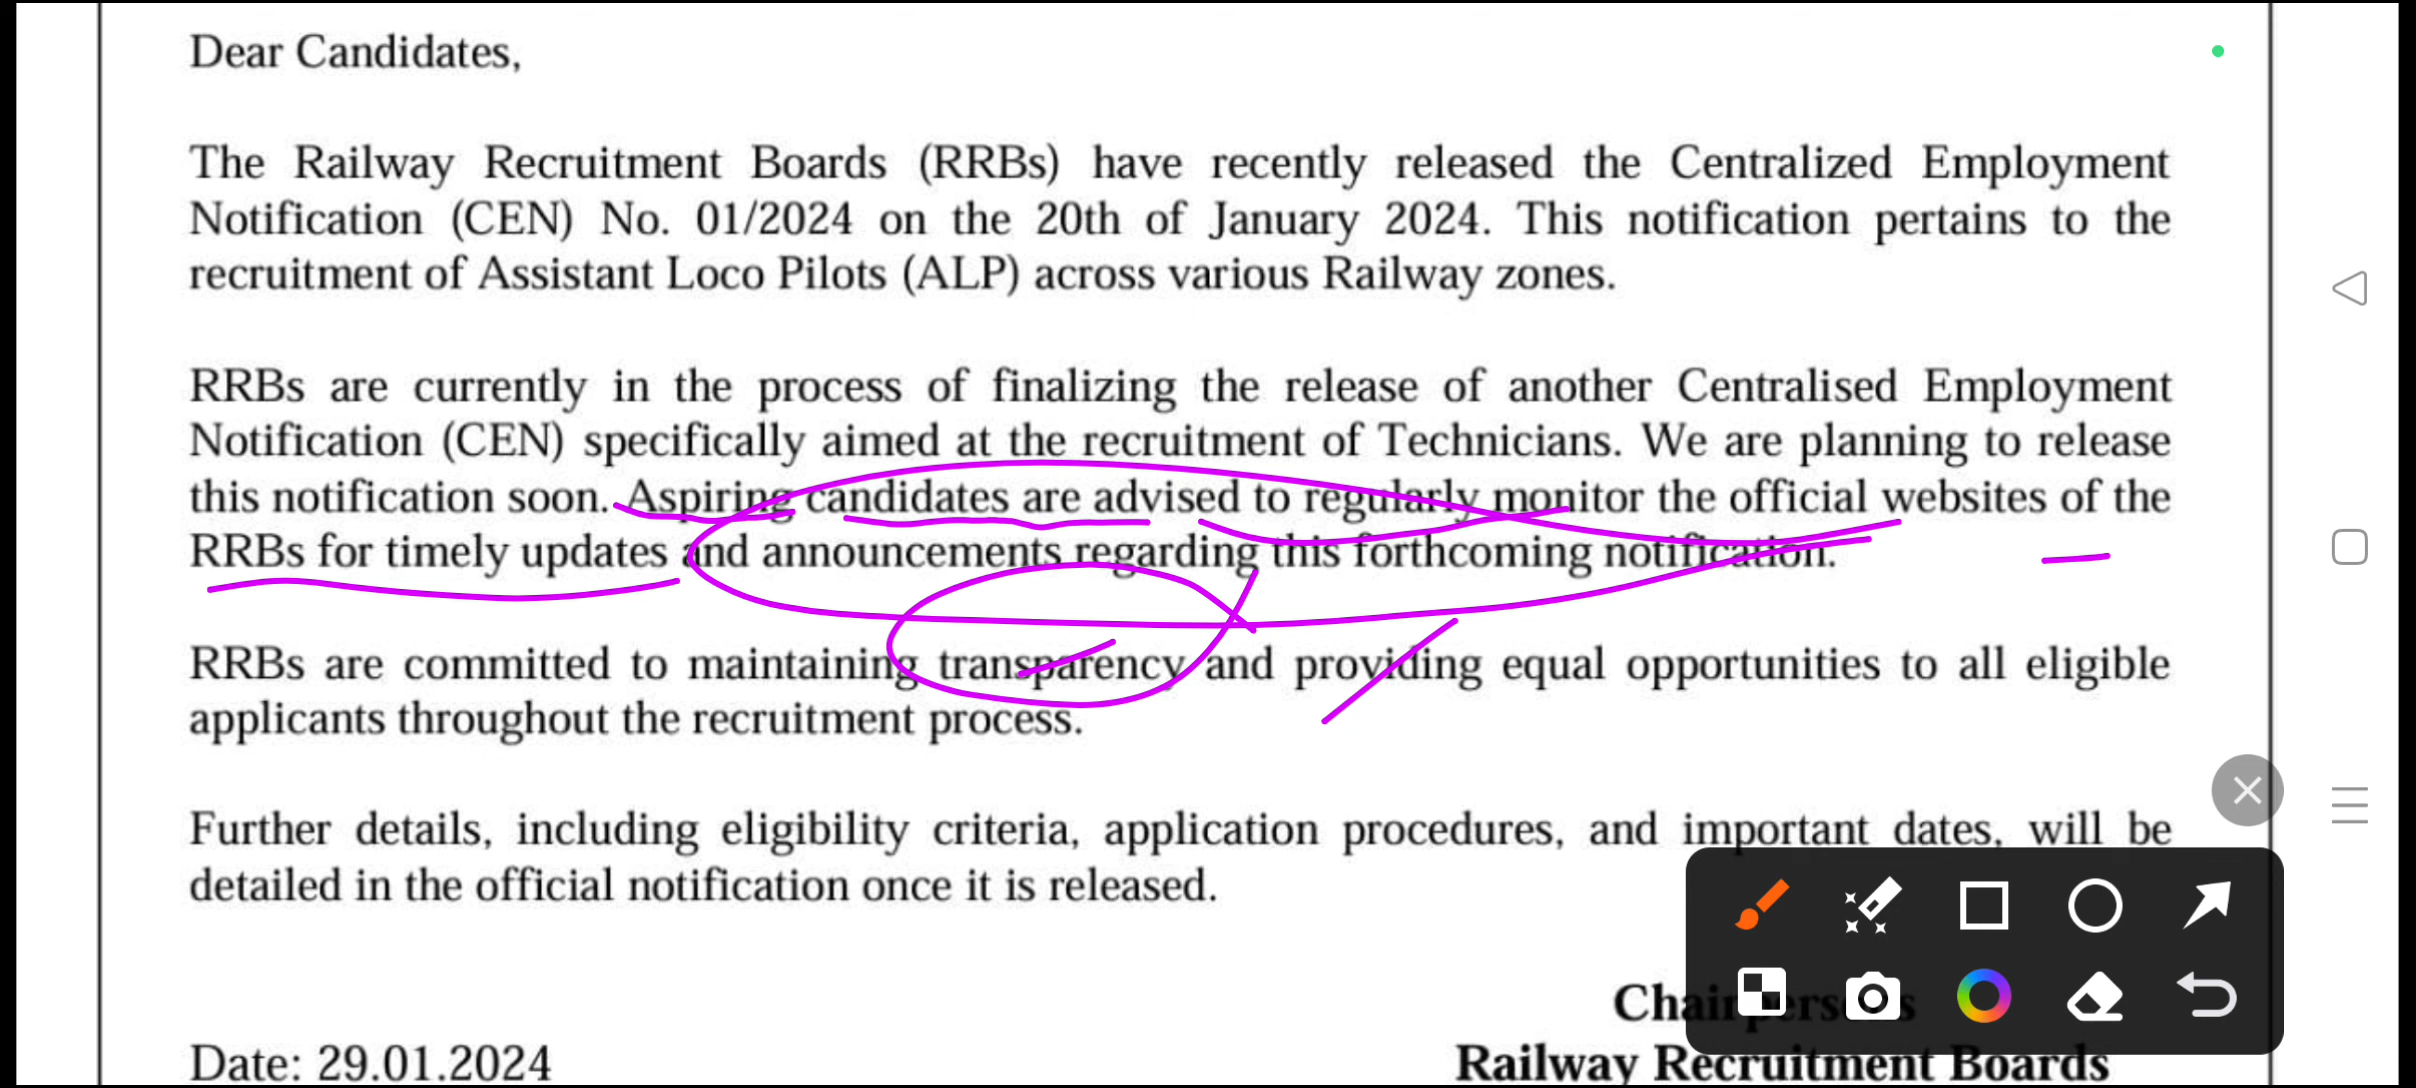 Dear Candidates,
The Railway Recruitment Boards (RRBs) have recently released the Centralized Employment
Notification (CEN) No. 01/2024 on the 20th of January 2024. This notification pertains to the
recruitment of Assistant Loco Pilots (ALP) across various Railway zones.
RRBs are currently in the process of finalizing the release of another Centralised Employment
Notification (CEN) specifically aimed at the recruitment of Technicians. We are planning to release
this notification soon. Aspiring candidates are advised to regularly monitor the official websites of the
RRBs for timely updates and announcements regarding this forthcoming notification.
RRBs are committed to maintaining transparency and providing equal opportunities to all eligible
applicants throughout the recruitment process.
Further details, including eligibility criteria, application procedures, and important dates, will be
detailed in the official notification once it is released.
Chairpersons
Date: 29.01.2024
Railway Recruitment Boards